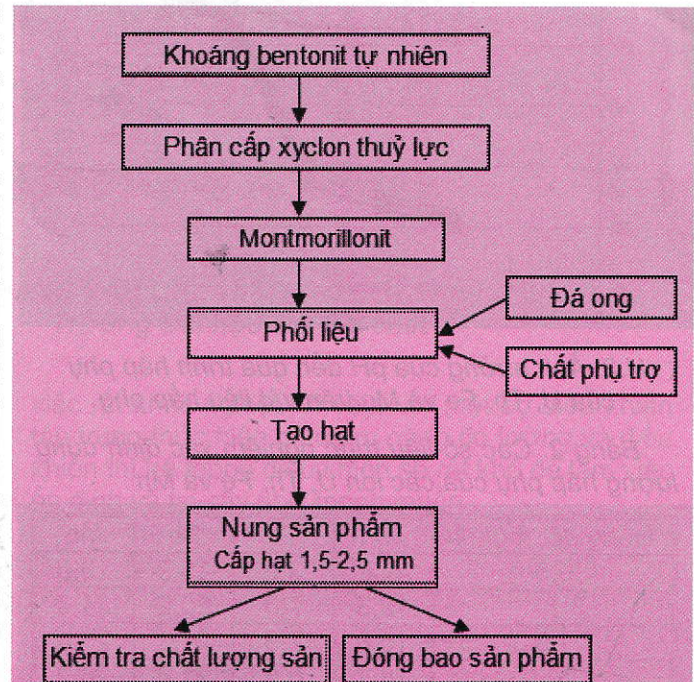 Khoáng bentonit tự nhiên
Phân cấp xyclon thuỷ lực
Montmorillonit
Đá ong
Phối liệu
Chất phụ trợ
Tạo hạt
Nung sản phẩm
Cấp hạt 1,5-2,5 mm
Kiểm tra chất lượng sản
Đóng bao sản phẩm